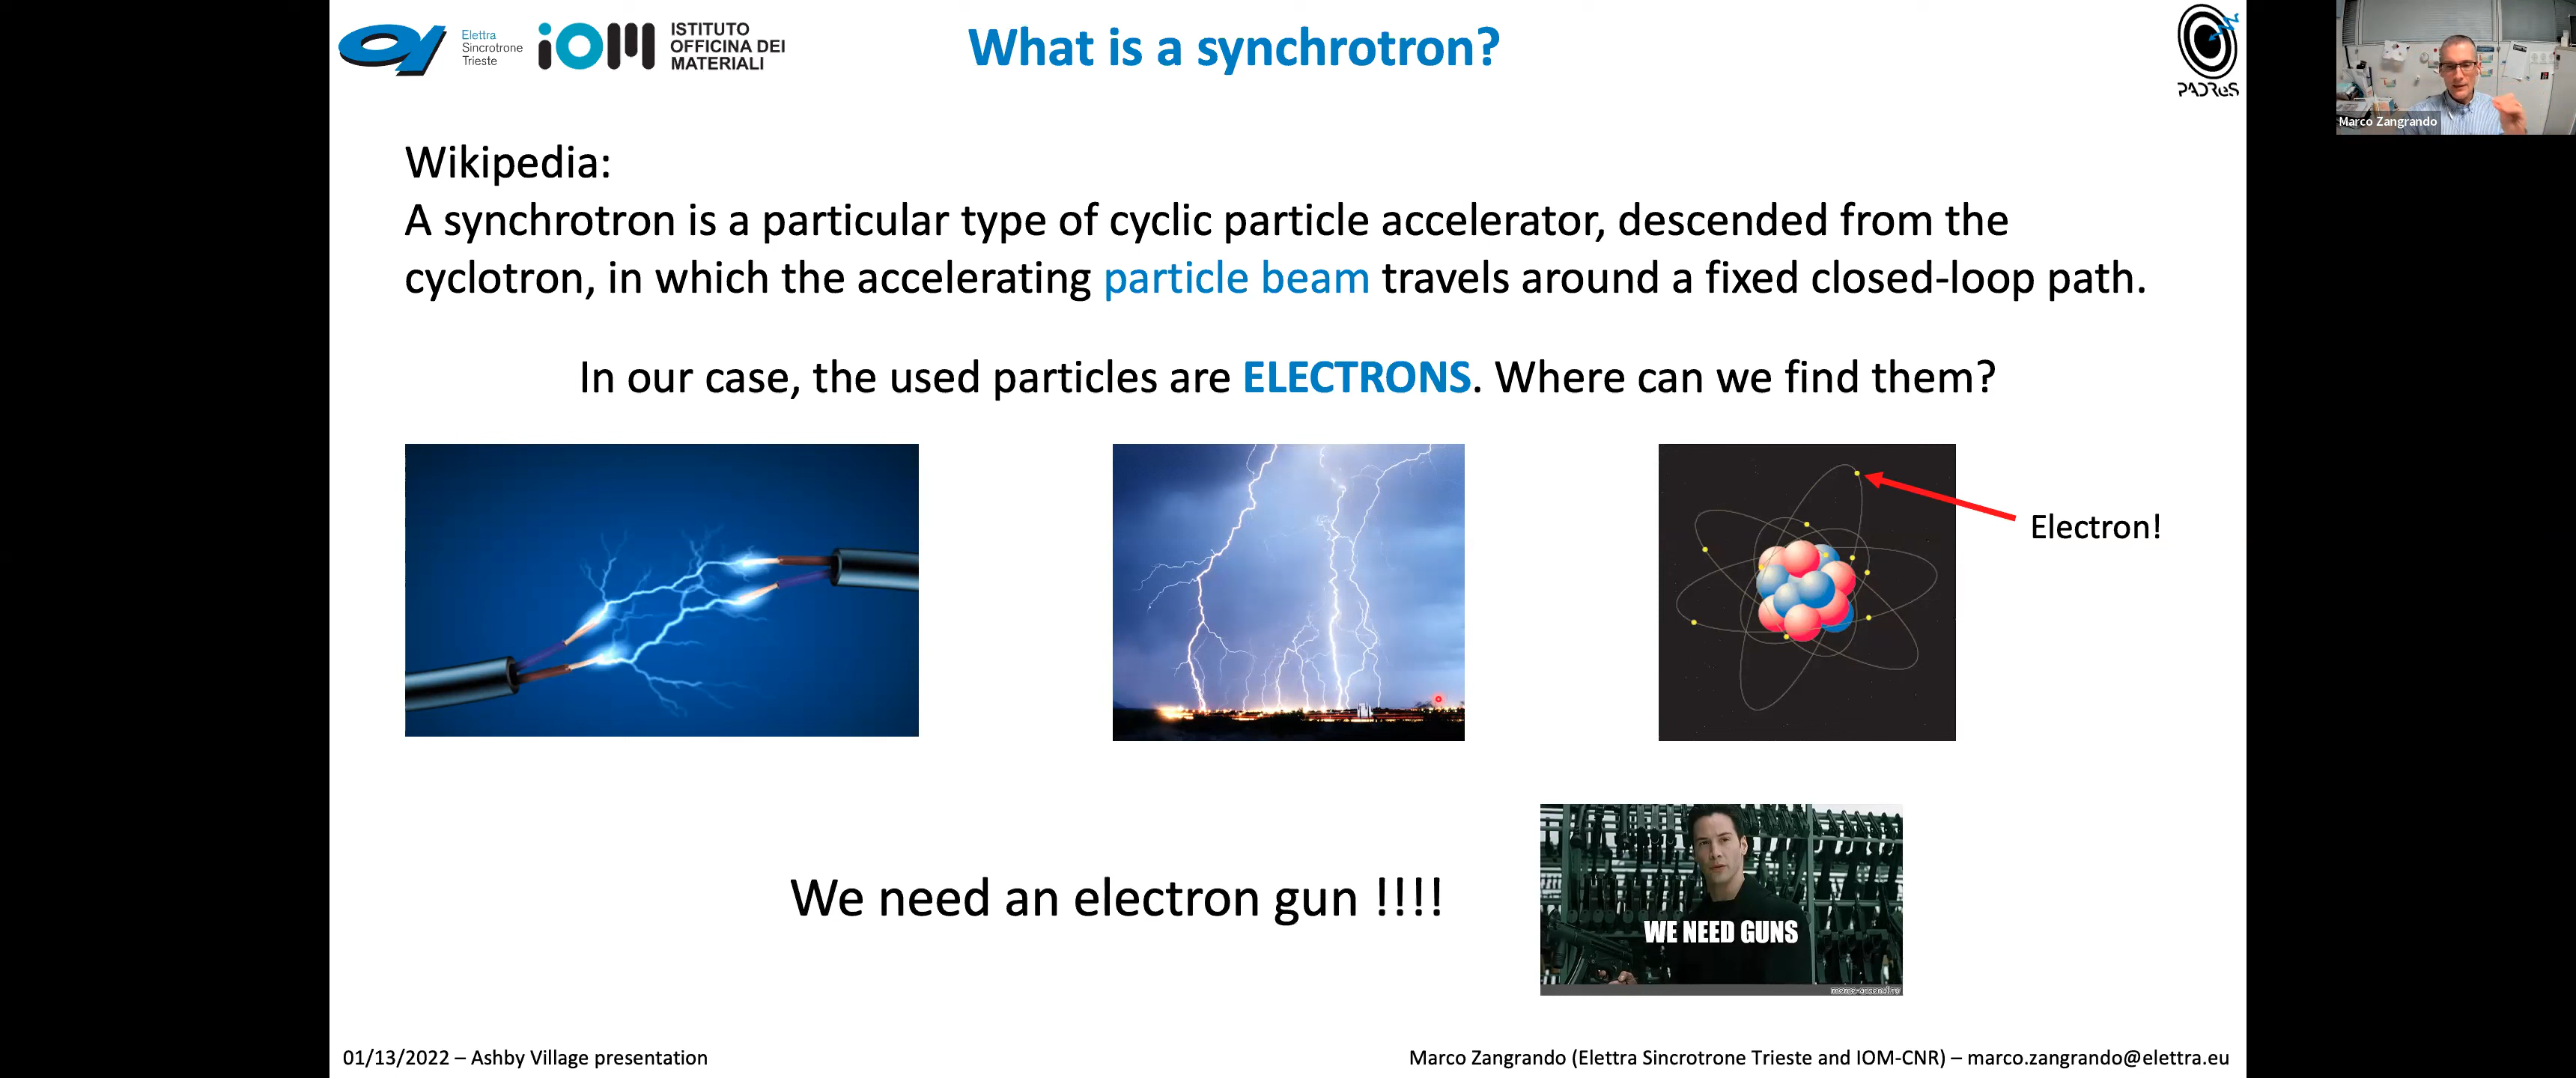 Elettra
Sincrotrone
Trieste
iOM
ISTITUTO
OFFICINA DEI
MATERIALI
What is a synchrotron?
PADReS
Marco Zangrando
Wikipedia:
A synchrotron is a particular type of cyclic particle accelerator, descended from the
cyclotron, in which the accelerating particle beam travels around a fixed closed-loop path.
In our case, the used particles are ELECTRONS. Where can we find them?
Electron!
We need an electron gun !!!!
WE NEED GUNS
meme-arsenal.ru
01/13/2022 – Ashby Village presentation
Marco Zangrando (Elettra Sincrotrone Trieste and IOM-CNR) – marco.zangrando@elettra.eu